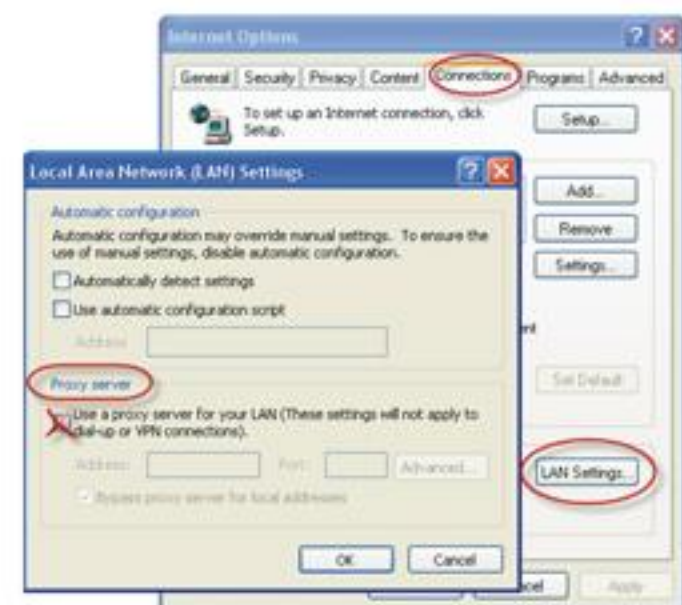 Internet Options
General Security Privacy Content Connections Programs Advanced
To set up an Internet connection, click
Setup.
Setup...
Add...
Remove
Settings...
Set Default
LAN Settings...
Apply
Local Area Network (LAN) Settings
Automatic configuration
Automatic configuration may override manual settings. To ensure the
use of manual settings, disable automatic configuration.
Automatically detect settings
Use automatic configuration script
Address
Proxy server
Use a proxy server for your LAN (These settings will not apply to
dial-up or VPN connections).
Address:
Port:
Advanced...
Bypass proxy server for local addresses
OK
Cancel